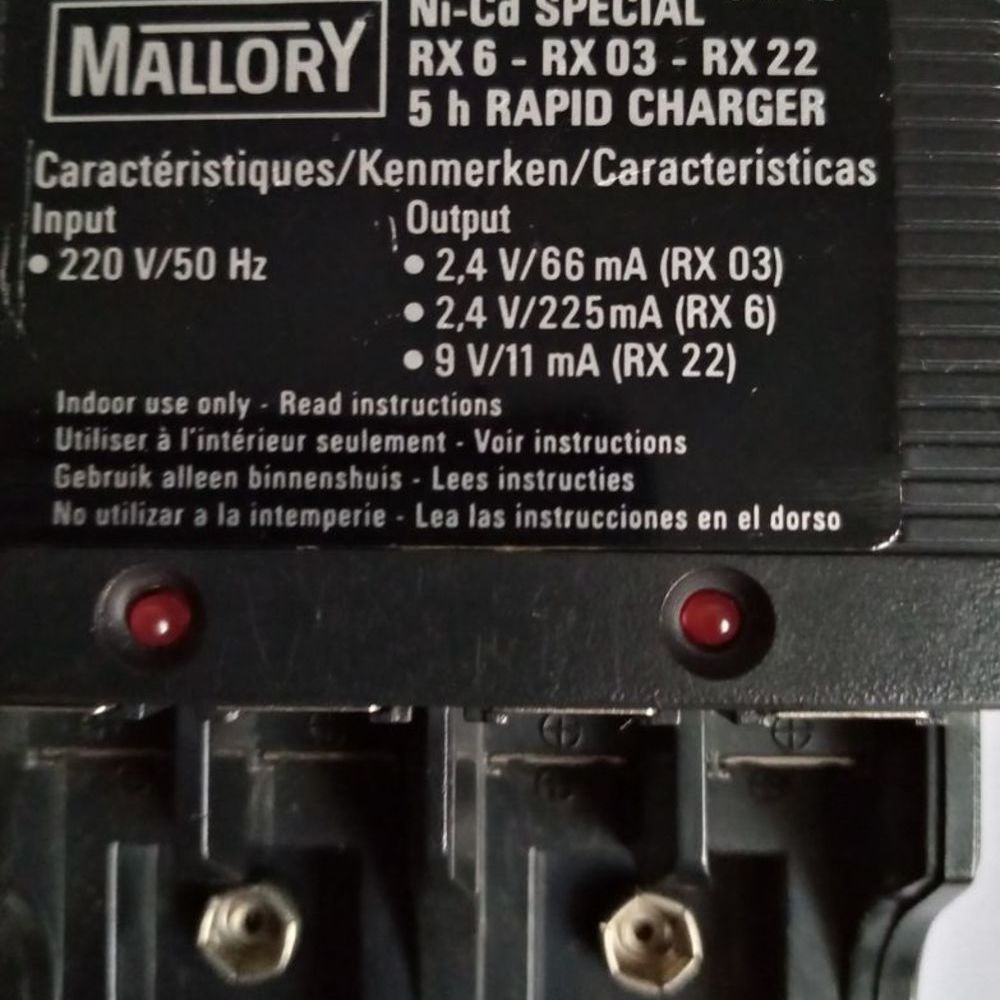 MALLORY
Ni-Cd SPECIAL
RX 6 - RX 03 - RX 22
5 h RAPID CHARGER
Caractéristiques/Kenmerken/Caracteristicas
Input
Output
• 220 V/50 Hz
• 2,4 V/66 mA (RX 03)
• 2,4 V/225mA (RX 6)
• 9 V/11 mA (RX 22)
Indoor use only - Read instructions
Utiliser à l'intérieur seulement - Voir instructions
Gebruik alleen binnenshuis - Lees instructies
No utilizar a la intemperie - Lea las instrucciones en el dorso